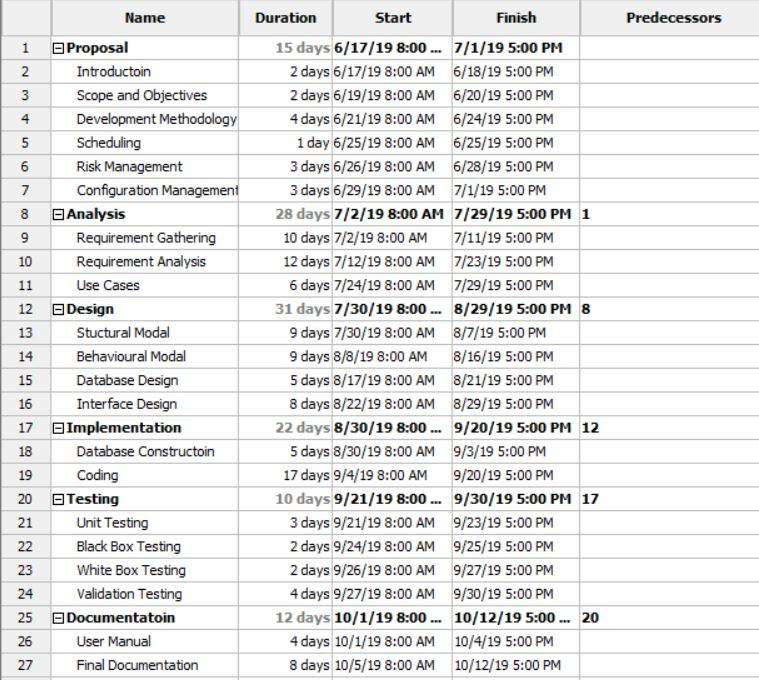 Name Duration Start Finish Predecessors
1 Proposal 15 days 6/17/19 8:00 ... 7/1/19 5:00 PM
2 Introductoin 2 days 6/17/19 8:00 AM 6/18/19 5:00 PM
3 Scope and Objectives 2 days 6/19/19 8:00 AM 6/20/19 5:00 PM
4 Development Methodology 4 days 6/21/19 8:00 AM 6/24/19 5:00 PM
5 Scheduling 1 day 6/25/19 8:00 AM 6/25/19 5:00 PM
6 Risk Management 3 days 6/26/19 8:00 AM 6/28/19 5:00 PM
7 Configuration Management 3 days 6/29/19 8:00 AM 7/1/19 5:00 PM
8 Analysis 28 days 7/2/19 8:00 AM 7/29/19 5:00 PM 1
9 Requirement Gathering 10 days 7/2/19 8:00 AM 7/11/19 5:00 PM
10 Requirement Analysis 12 days 7/12/19 8:00 AM 7/23/19 5:00 PM
11 Use Cases 6 days 7/24/19 8:00 AM 7/29/19 5:00 PM
12 Design 31 days 7/30/19 8:00 ... 8/29/19 5:00 PM 8
13 Stuctural Modal 9 days 7/30/19 8:00 AM 8/7/19 5:00 PM
14 Behavioural Modal 9 days 8/8/19 8:00 AM 8/16/19 5:00 PM
15 Database Design 5 days 8/17/19 8:00 AM 8/21/19 5:00 PM
16 Interface Design 8 days 8/22/19 8:00 AM 8/29/19 5:00 PM
17 Implementation 22 days 8/30/19 8:00 ... 9/20/19 5:00 PM 12
18 Database Constructoin 5 days 8/30/19 8:00 AM 9/3/19 5:00 PM
19 Coding 17 days 9/4/19 8:00 AM 9/20/19 5:00 PM
20 Testing 10 days 9/21/19 8:00 ... 9/30/19 5:00 PM 17
21 Unit Testing 3 days 9/21/19 8:00 AM 9/23/19 5:00 PM
22 Black Box Testing 2 days 9/24/19 8:00 AM 9/25/19 5:00 PM
23 White Box Testing 2 days 9/26/19 8:00 AM 9/27/19 5:00 PM
24 Validation Testing 4 days 9/27/19 8:00 AM 9/30/19 5:00 PM
25 Documentatoin 12 days 10/1/19 8:00 ... 10/12/19 5:00 ... 20
26 User Manual 4 days 10/1/19 8:00 AM 10/4/19 5:00 PM
27 Final Documentation 8 days 10/5/19 8:00 AM 10/12/19 5:00 PM